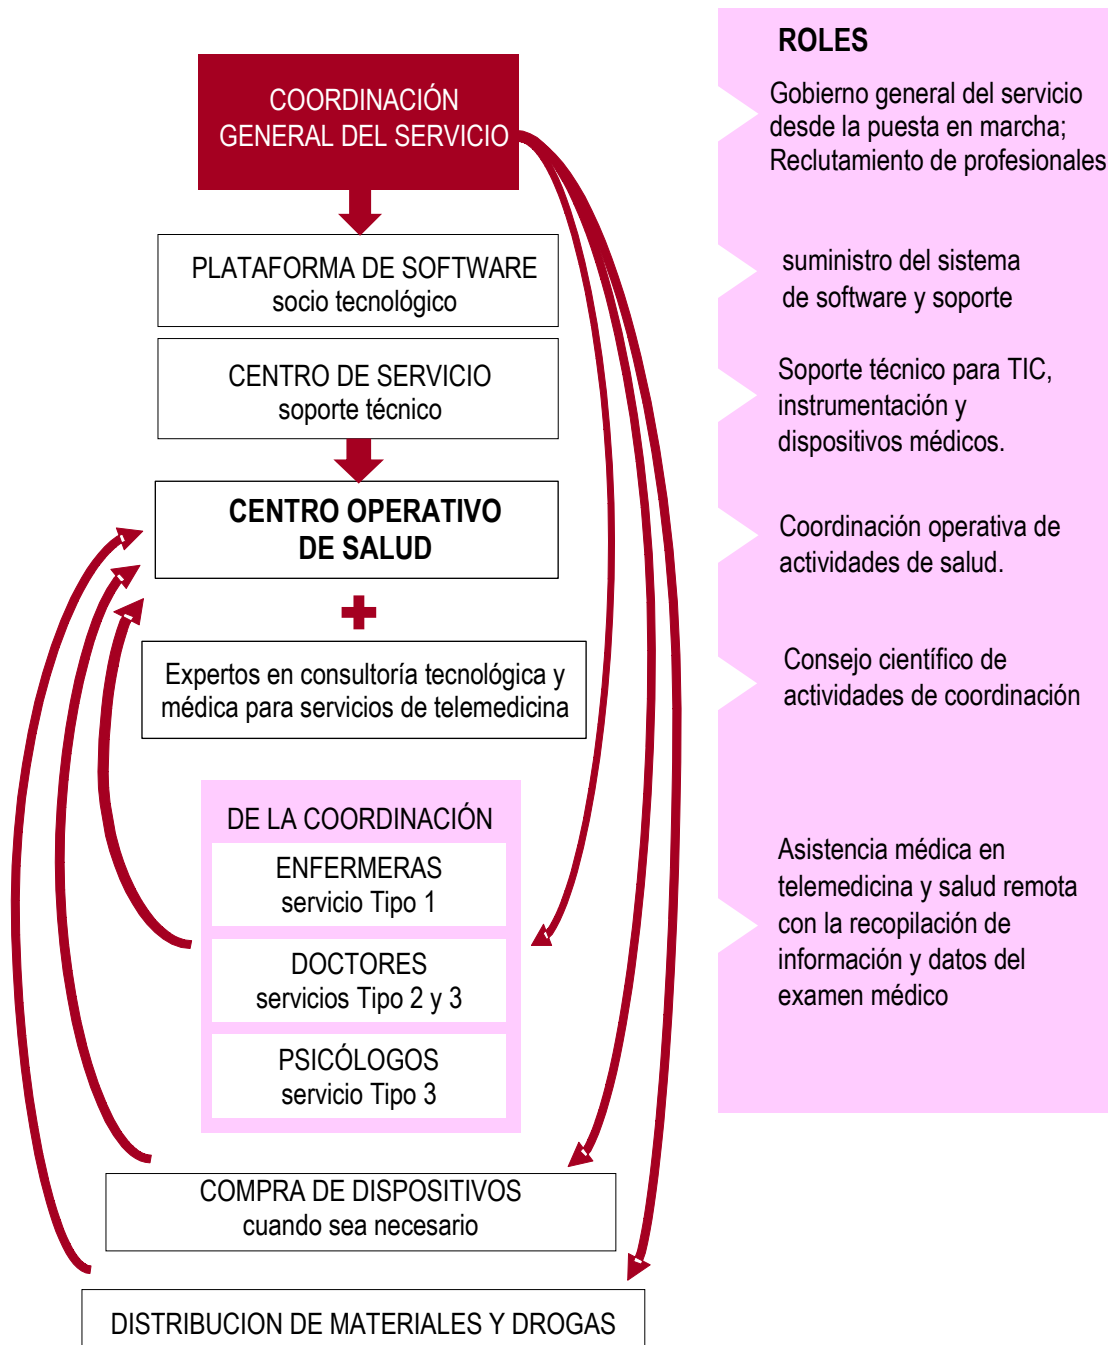 COORDINACIÓN
GENERAL DEL SERVICIO
PLATAFORMA DE SOFTWARE
socio tecnológico
CENTRO DE SERVICIO
soporte técnico
CENTRO OPERATIVO
DE SALUD
Expertos en consultoría tecnológica y
médica para servicios de telemedicina
DE LA COORDINACIÓN
ENFERMERAS
servicio Tipo 1
DOCTORES
servicios Tipo 2 y 3
PSICÓLOGOS
servicio Tipo 3
COMPRA DE DISPOSITIVOS
cuando sea necesario
DISTRIBUCION DE MATERIALES Y DROGAS
ROLES
Gobierno general del servicio
desde la puesta en marcha;
Reclutamiento de profesionales
suministro del sistema
de software y soporte
Soporte técnico para TIC,
instrumentación y
dispositivos médicos.
Coordinación operativa de
actividades de salud.
Consejo científico de
actividades de coordinación
Asistencia médica en
telemedicina y salud remota
con la recopilación de
información y datos del
examen médico